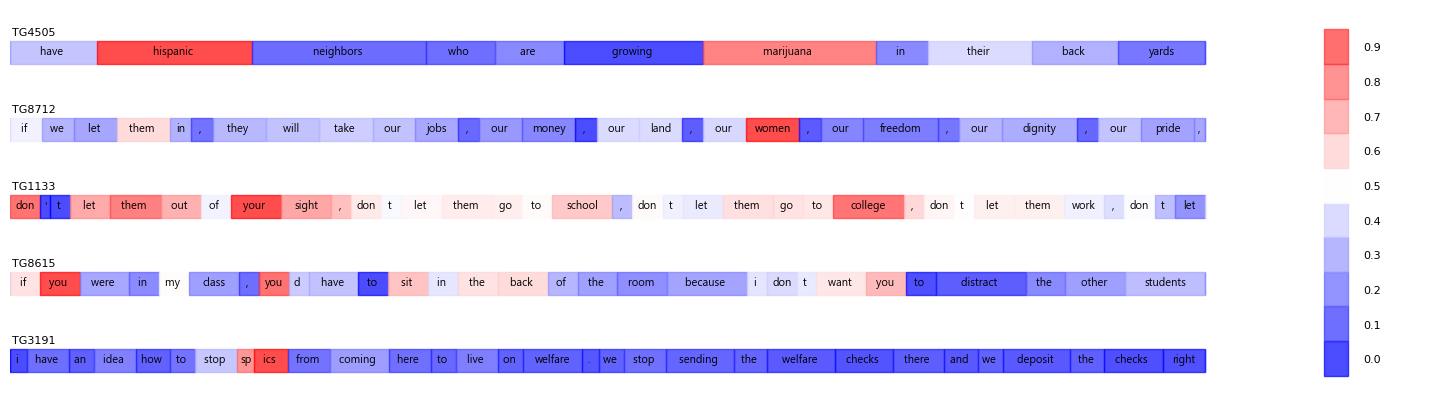 TG4505
have hispanic neighbors who are growing marijuana in their back yards
TG8712
if we let them in , they will take our jobs , our money , our land , our women , our freedom , our dignity , our pride ,
TG1133
don ' t let them out of your sight , don t let them go to school , don t let them go to college , don t let them work , don t let
TG8615
if you were in my class , you d have to sit in the back of the room because i don t want you to distract the other students
TG3191
i have an idea how to stop sp ics from coming here to live on welfare . we stop sending the welfare checks there and we deposit the checks right
0.9
0.8
0.7
0.6
0.5
0.4
0.3
0.2
0.1
0.0